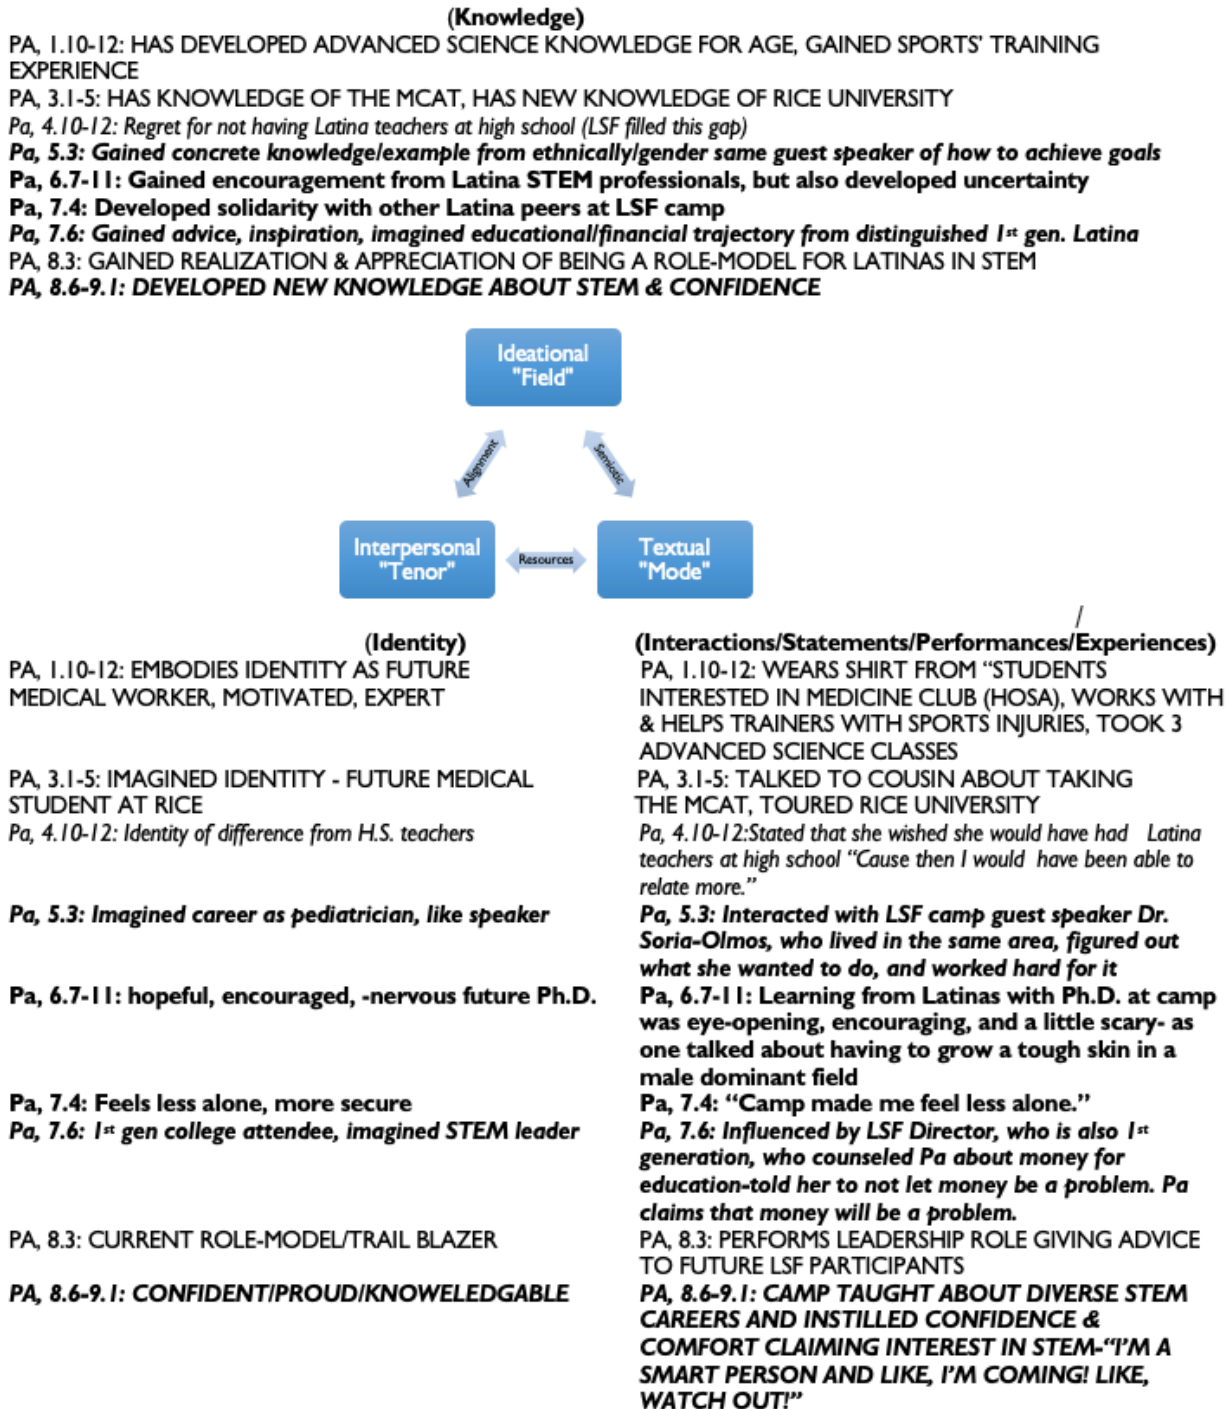 (Knowledge)
PA, 1.10-12: HAS DEVELOPED ADVANCED SCIENCE KNOWLEDGE FOR AGE, GAINED SPORTS' TRAINING
EXPERIENCE
PA, 3.1-5: HAS KNOWLEDGE OF THE MCAT, HAS NEW KNOWLEDGE OF RICE UNIVERSITY
Pa, 4.10-12: Regret for not having Latina teachers at high school (LSF filled this gap)
Pa, 5.3: Gained concrete knowledge/example from ethnically/gender same guest speaker of how to achieve goals
Pa, 6.7-11: Gained encouragement from Latina STEM professionals, but also developed uncertainty
Pa, 7.4: Developed solidarity with other Latina peers at LSF camp
Pa, 7.6: Gained advice, inspiration, imagined educational/financial trajectory from distinguished 1st gen. Latina
PA, 8.3: GAINED REALIZATION & APPRECIATION OF BEING A ROLE-MODEL FOR LATINAS IN STEM
PA, 8.6-9.1: DEVELOPED NEW KNOWLEDGE ABOUT STEM & CONFIDENCE
Ideational
"Field"
Alignment
Semiotic
Interpersonal
"Tenor"
Resources
Textual
"Mode"
/
(Identity)
PA, 1.10-12: EMBODIES IDENTITY AS FUTURE
MEDICAL WORKER, MOTIVATED, EXPERT
PA, 3.1-5: IMAGINED IDENTITY - FUTURE MEDICAL
STUDENT AT RICE
Pa, 4.10-12: Identity of difference from H.S. teachers
Pa, 5.3: Imagined career as pediatrician, like speaker
Pa, 6.7-11: hopeful, encouraged, -nervous future Ph.D.
Pa, 7.4: Feels less alone, more secure
Pa, 7.6: 1st gen college attendee, imagined STEM leader
PA, 8.3: CURRENT ROLE-MODEL/TRAIL BLAZER
PA, 8.6-9.1: CONFIDENT/PROUD/KNOWELEDGABLE
(Interactions/Statements/Performances/Experiences)
PA, 1.10-12: WEARS SHIRT FROM “STUDENTS
INTERESTED IN MEDICINE CLUB (HOSA), WORKS WITH
& HELPS TRAINERS WITH SPORTS INJURIES, TOOK 3
ADVANCED SCIENCE CLASSES
PA, 3.1-5: TALKED TO COUSIN ABOUT TAKING
THE MCAT, TOURED RICE UNIVERSITY
Pa, 4.10-12:Stated that she wished she would have had Latina
teachers at high school “Cause then I would have been able to
relate more.”
Pa, 5.3: Interacted with LSF camp guest speaker Dr.
Soria-Olmos, who lived in the same area, figured out
what she wanted to do, and worked hard for it
Pa, 6.7-11: Learning from Latinas with Ph.D. at camp
was eye-opening, encouraging, and a little scary- as
one talked about having to grow a tough skin in a
male dominant field
Pa, 7.4: “Camp made me feel less alone.”
Pa, 7.6: Influenced by LSF Director, who is also 1st
generation, who counseled Pa about money for
education-told her to not let money be a problem. Pa
claims that money will be a problem.
PA, 8.3: PERFORMS LEADERSHIP ROLE GIVING ADVICE
TO FUTURE LSF PARTICIPANTS
PA, 8.6-9.1: CAMP TAUGHT ABOUT DIVERSE STEM
CAREERS AND INSTILLED CONFIDENCE &
COMFORT CLAIMING INTEREST IN STEM-“I’M A
SMART PERSON AND LIKE, I’M COMING! LIKE,
WATCH OUT!”